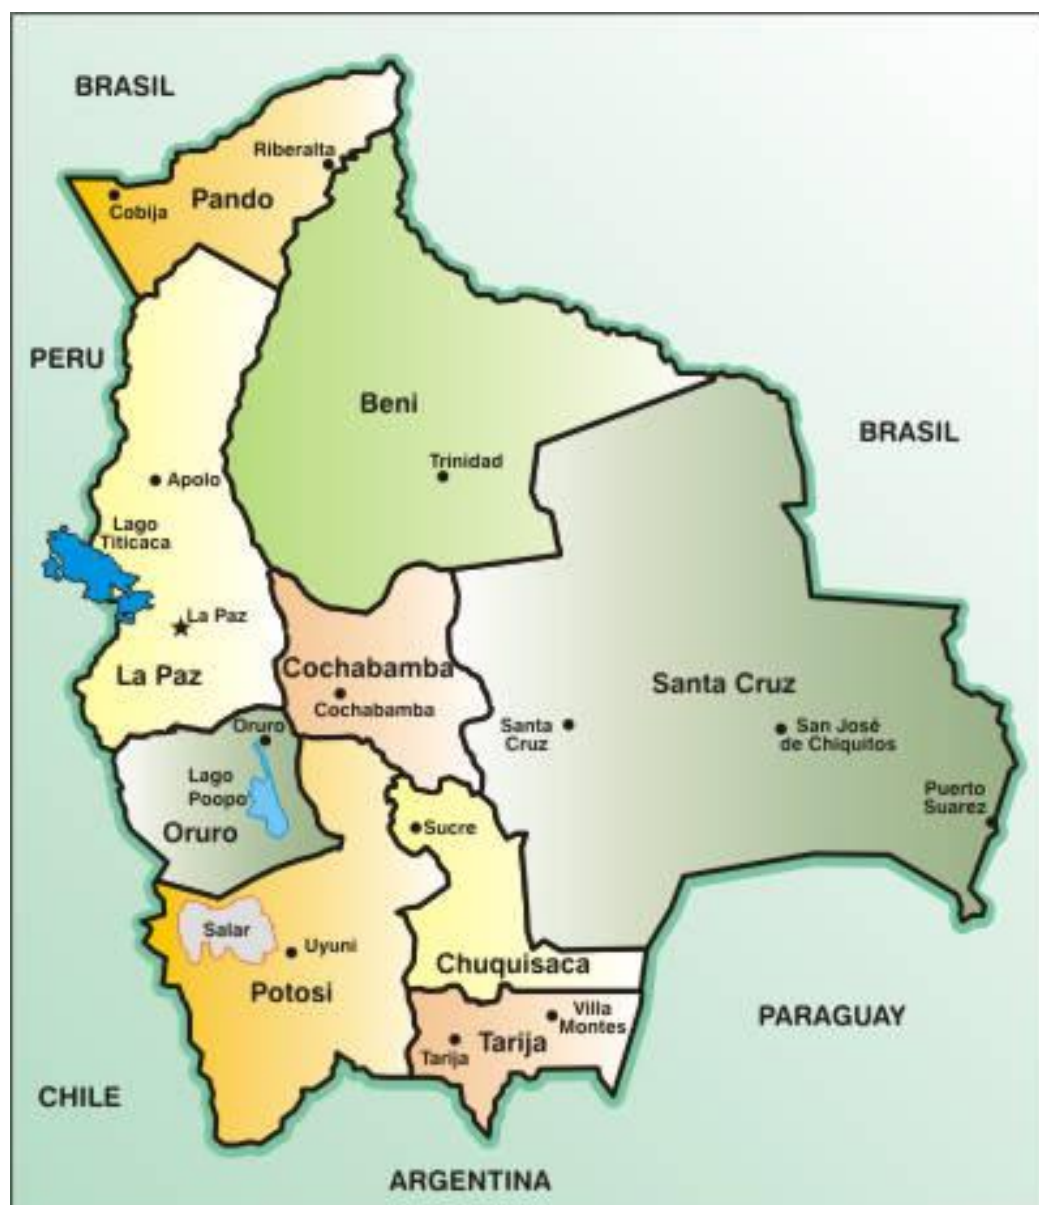 BRASIL
Riberalta
Cobija
Pando
PERU
Beni
BRASIL
Trinidad
Apolo
Lago
Titicaca
La Paz
La Paz
Cochabamba
Cochabamba
Santa Cruz
Santa
Cruz
San José
de Chiquitos
Puerto
Suarez
Oruro
Lago
Poopo
Oruro
Sucre
Salar
Uyuni
Potosi
Chuquisaca
Villa
Montes
Tarija
Tarija
PARAGUAY
CHILE
ARGENTINA